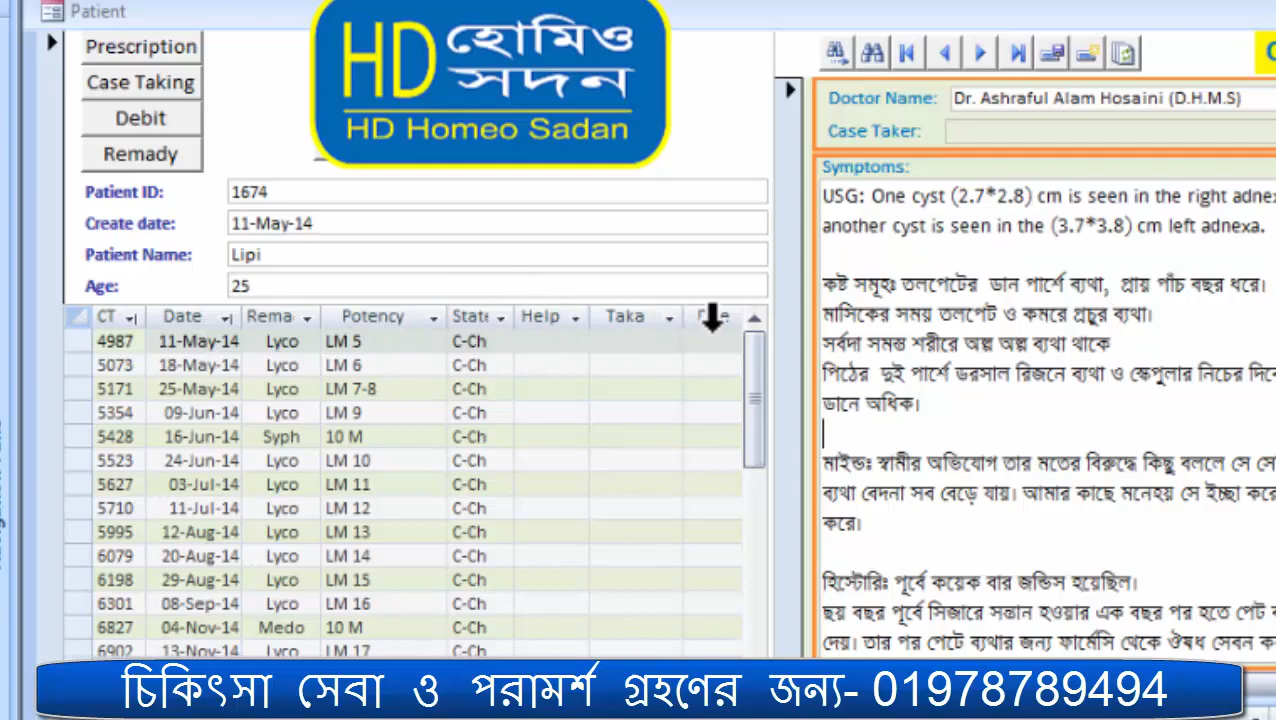 Patient
Prescription
Case Taking
Debit
Remady
HD হোমিও
সদন
HD Homeo Sadan
Patient ID: 1674
Create date: 11-May-14
Patient Name: Lipi
Age: 25
CT Date Rema Potency State Help Taka
4987 11-May-14 Lyco LM 5 C-Ch
5073 18-May-14 Lyco LM 6 C-Ch
5171 25-May-14 Lyco LM 7-8 C-Ch
5354 09-Jun-14 Lyco LM 9 C-Ch
5428 16-Jun-14 Syph 10 M C-Ch
5523 24-Jun-14 Lyco LM 10 C-Ch
5627 03-Jul-14 Lyco LM 11 C-Ch
5710 11-Jul-14 Lyco LM 12 C-Ch
5995 12-Aug-14 Lyco LM 13 C-Ch
6079 20-Aug-14 Lyco LM 14 C-Ch
6198 29-Aug-14 Lyco LM 15 C-Ch
6301 08-Sep-14 Lyco LM 16 C-Ch
6827 04-Nov-14 Medo 10 M C-Ch
6902 13-Nov-14 Lyco LM 17 C-Ch
Doctor Name: Dr. Ashraful Alam Hosaini (D.H.M.S)
Case Taker:
Symptoms:
USG: One cyst (2.7*2.8) cm is seen in the right adnex
another cyst is seen in the (3.7*3.8) cm left adnexa.
কষ্ট সমূহঃ তলপেটের ডান পার্শে ব্যথা, প্রায় পাঁচ বছর ধরে।
মাসিকের সময় তলপেট ও কমরে প্রচুর ব্যথা।
সর্বদা সমস্ত শরীরে অল্প অল্প ব্যথা থাকে
পিঠের দুই পার্শে ডরসাল রিজনে ব্যথা ও স্কেপুলার নিচের দিকে
ডানে অধিক।
মাইন্ডঃ স্বামীর অভিযোগ তার মতের বিরুদ্ধে কিছু বললে সে সে
ব্যথা বেদনা সব বেড়ে যায়। আমার কাছে মনেহয় সে ইচ্ছা করে
করে।
হিস্টোরিঃ পূর্বে কয়েক বার জন্ডিস হয়েছিল।
ছয় বছর পূর্বে সিজারে সন্তান হওয়ার এক বছর পর হতে পেট
দেয়। তার পর পেটে ব্যথার জন্য ফার্মেসি থেকে ঔষধ সেবন
চিকিৎসা সেবা ও পরামর্শ গ্রহণের জন্য- 01978789494